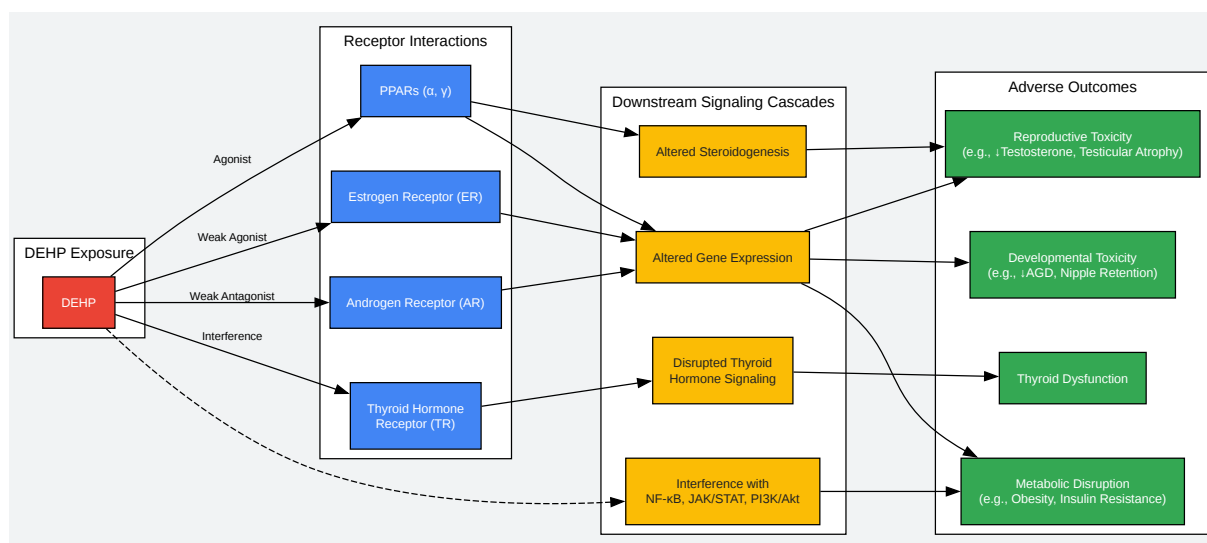 DEHP Exposure
DEHP
Agonist
Weak Agonist
Weak Antagonist
Interference
Receptor Interactions
PPARs (α, γ)
Estrogen Receptor (ER)
Androgen Receptor (AR)
Thyroid Hormone
Receptor (TR)
Downstream Signaling Cascades
Altered Steroidogenesis
Altered Gene Expression
Disrupted Thyroid
Hormone Signaling
Interference with
NF-κB, JAK/STAT, PI3K/Akt
Adverse Outcomes
Reproductive Toxicity
(e.g., ↓Testosterone, Testicular Atrophy)
Developmental Toxicity
(e.g., ↓AGD, Nipple Retention)
Thyroid Dysfunction
Metabolic Disruption
(e.g., Obesity, Insulin Resistance)